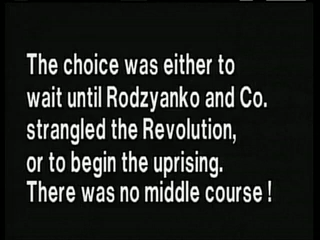 The choice was either to
wait until Rodzyanko and Co.
strangled the Revolution,
or to begin the uprising.
There was no middle course !